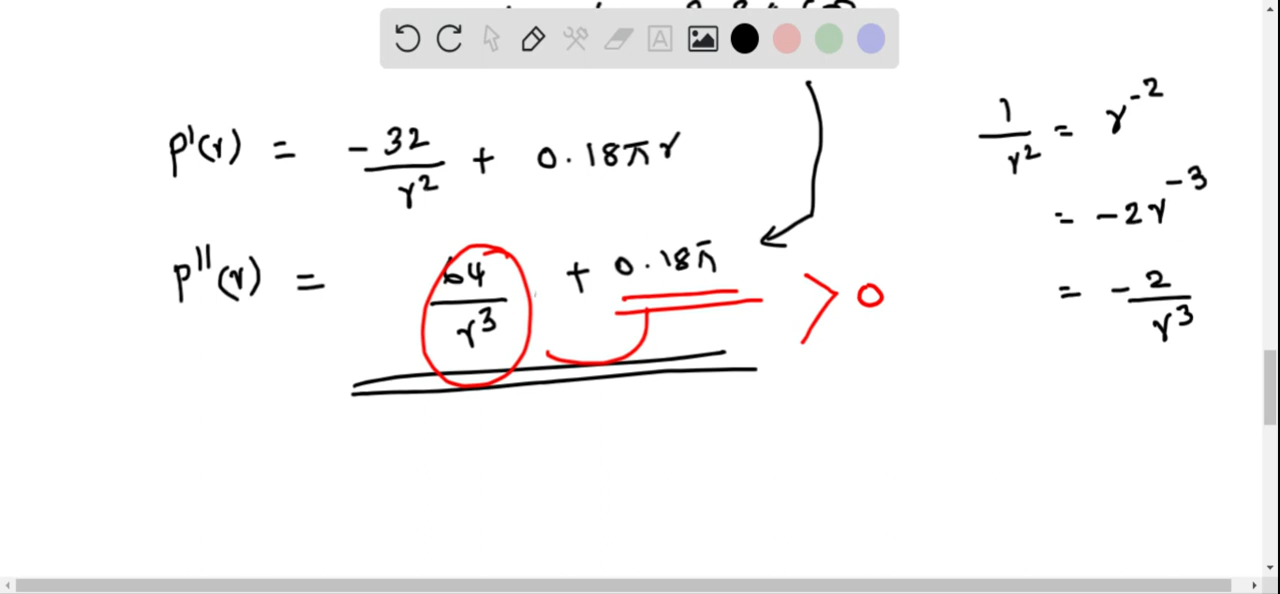 p'(r) = -32/r² + 0.18πr
p''(r) = 64/r³ + 0.18π > 0
1/r² = r⁻²
= -2r⁻³
= -2/r³